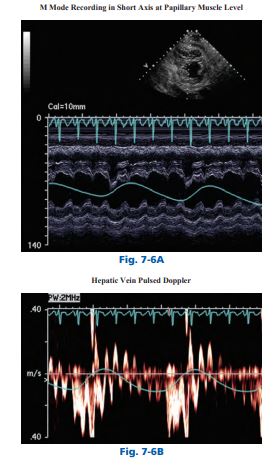 M Mode Recording in Short Axis at Papillary Muscle Level
Cal=10mm
0
140
Fig. 7-6A
Hepatic Vein Pulsed Doppler
PW:2MHz
.40
m/s
.40
Fig. 7-6B